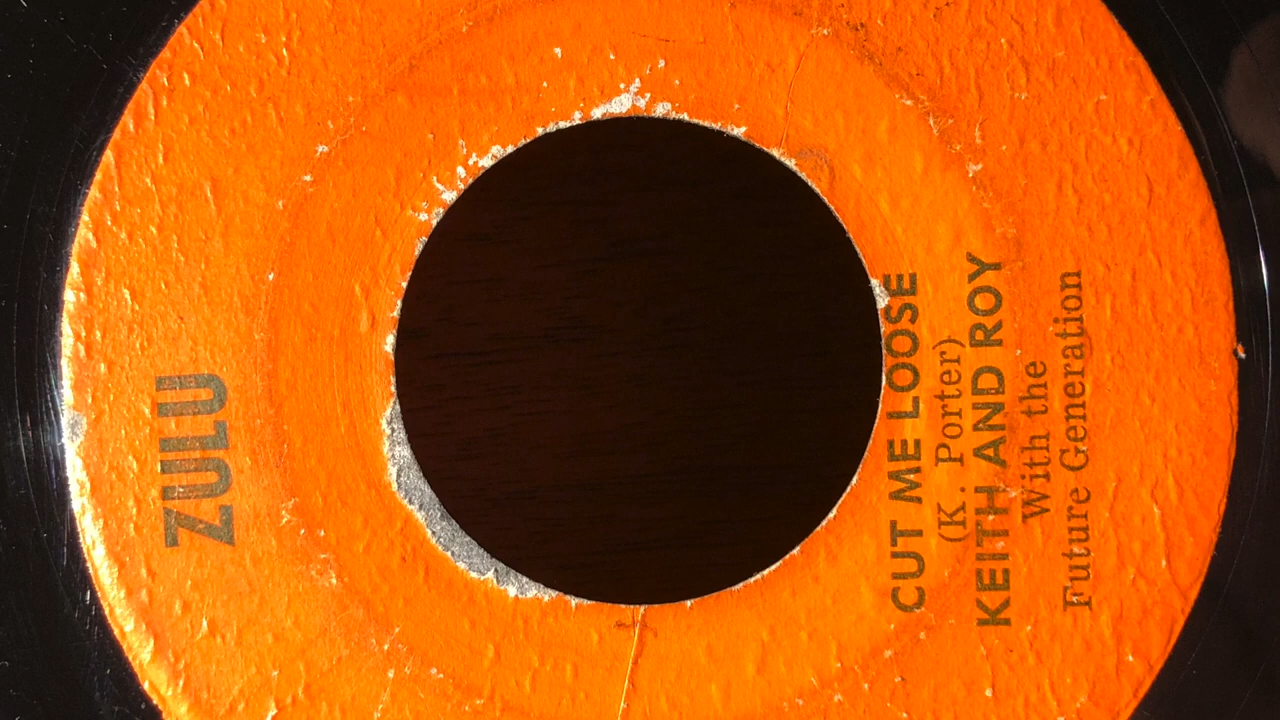 ZULU
CUT ME LOOSE
(K. Porter)
KEITH AND ROY
With the
Future Generation